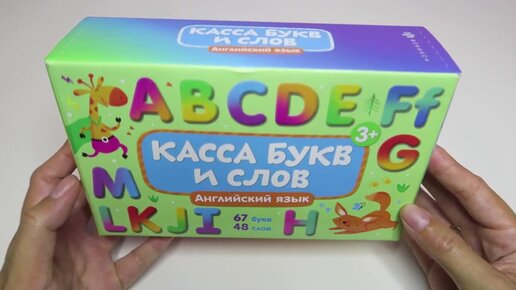 КАССА БУКВ
И СЛОВ
Английский язык
ABCDE Ff
3+
КАССА БУКВ
И СЛОВ
Английский язык
G
M
LKJI
67 букв
48 слов
H